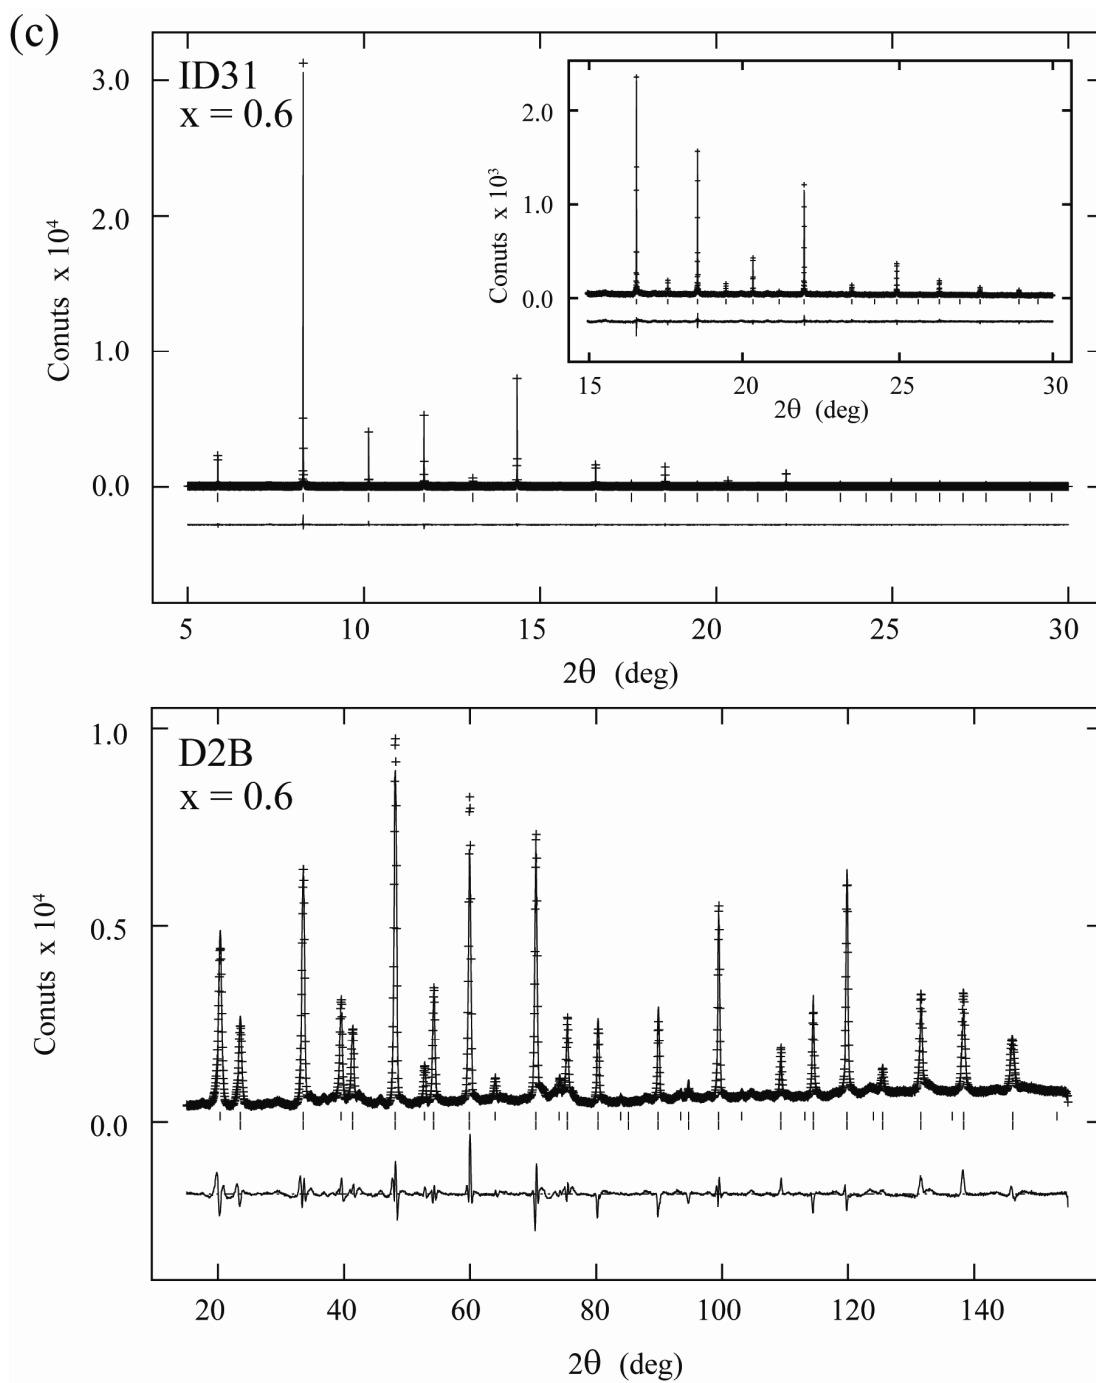 (c)
ID31
x = 0.6
3.0
2.0
1.0
0.0
Conuts x 10⁴
5 10 15 20 25 30
2θ (deg)
2.0
1.0
0.0
Conuts x 10³
15 20 25 30
2θ (deg)
D2B
x = 0.6
1.0
0.5
0.0
Conuts x 10⁴
20 40 60 80 100 120 140
2θ (deg)